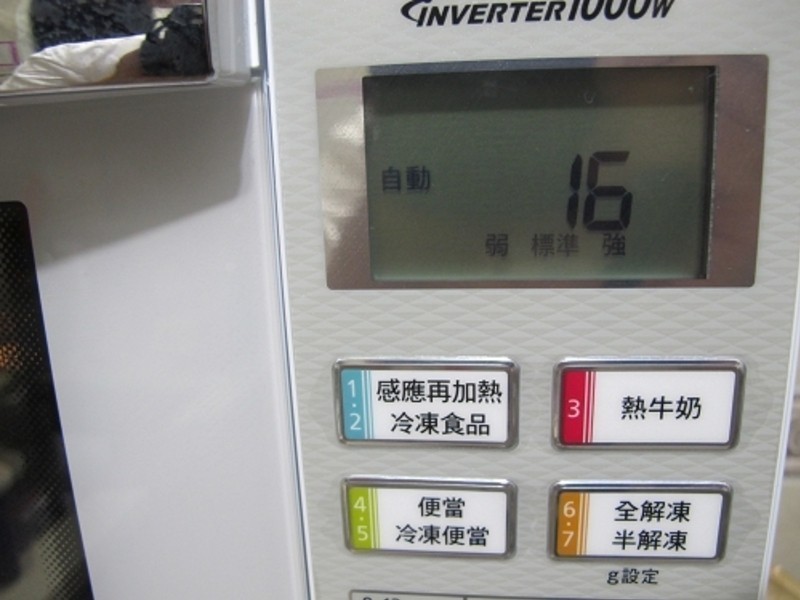 INVERTER1000W
自動
16
弱 標準 強
1·2 感應再加熱
冷凍食品
3 熱牛奶
4·5 便當
冷凍便當
6·7 全解凍
半解凍
g設定